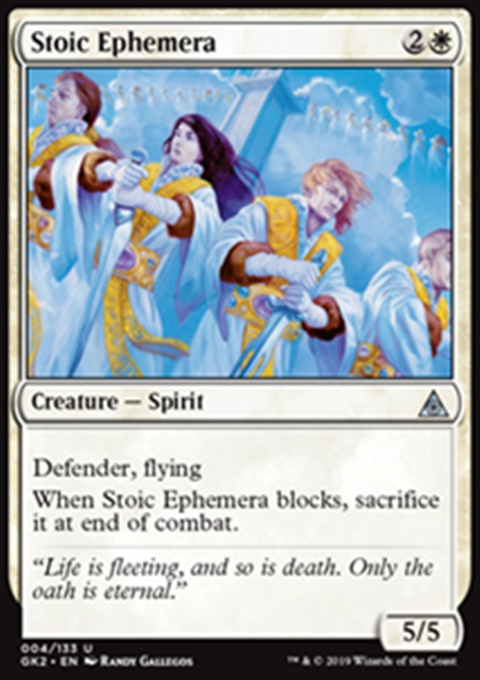 Stoic Ephemera 2
Creature — Spirit
Defender, flying
When Stoic Ephemera blocks, sacrifice
it at end of combat.
“Life is fleeting, and so is death. Only the
oath is eternal.”
5/5
004/133 U
GK2 • EN Randy Gallegos
™ & © 2019 Wizards of the Coast